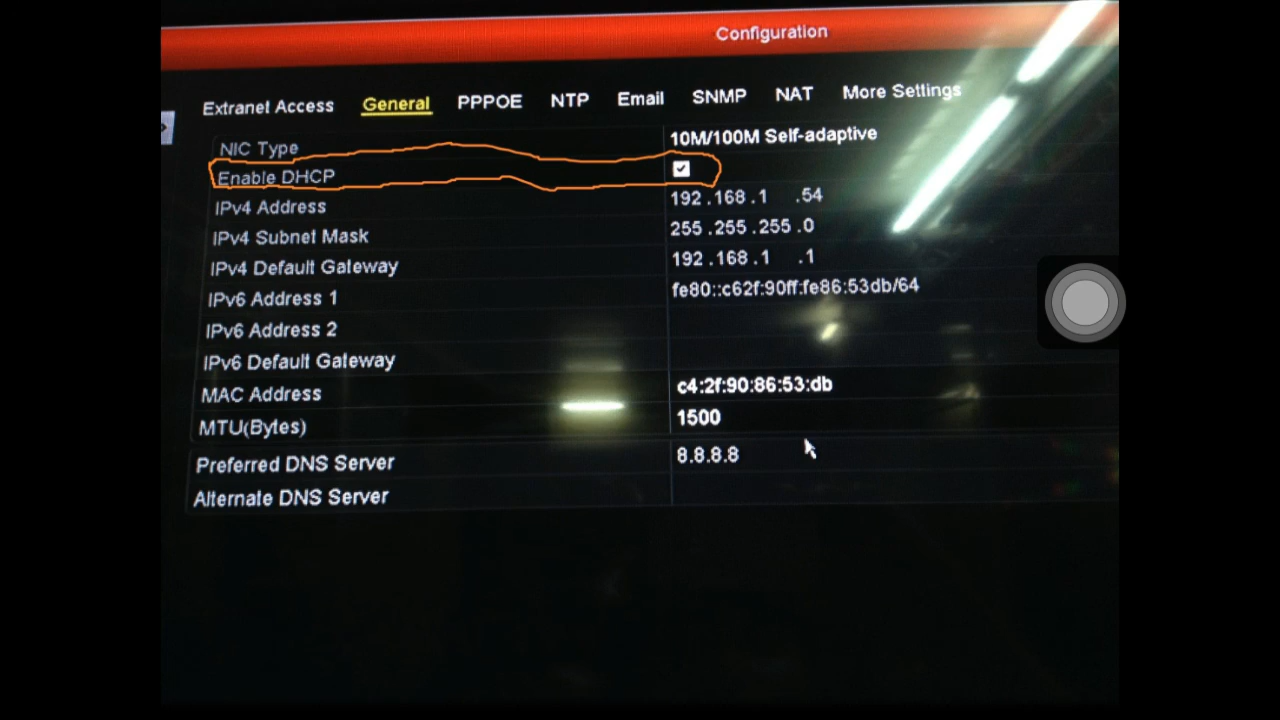 Configuration
Extranet Access General PPPOE NTP Email SNMP NAT More Settings
NIC Type 10M/100M Self-adaptive
Enable DHCP
IPv4 Address 192 .168 .1 .54
IPv4 Subnet Mask 255 .255 .255 .0
IPv4 Default Gateway 192 .168 .1 .1
IPv6 Address 1 fe80::c62f:90ff:fe86:53db/64
IPv6 Address 2
IPv6 Default Gateway
MAC Address c4:2f:90:86:53:db
MTU(Bytes) 1500
Preferred DNS Server 8.8.8.8
Alternate DNS Server